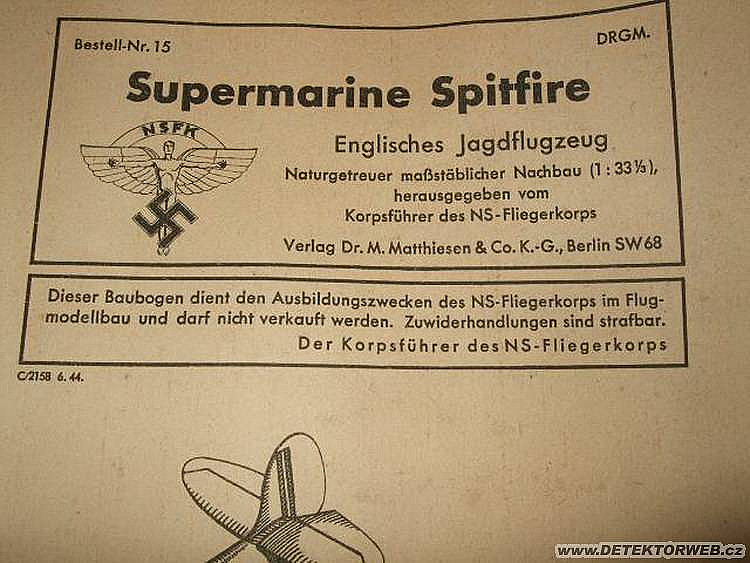 Bestell-Nr. 15
DRGM.
Supermarine Spitfire
NSFK
Englisches Jagdflugzeug
Naturgetreuer maßstäblicher Nachbau (1:33⅓),
herausgegeben vom
Korpsführer des NS-Fliegerkorps
Verlag Dr. M. Matthiesen & Co. K.-G., Berlin SW 68
Dieser Baubogen dient den Ausbildungszwecken des NS-Fliegerkorps im Flug-
modellbau und darf nicht verkauft werden. Zuwiderhandlungen sind strafbar.
Der Korpsführer des NS-Fliegerkorps
C/2158 6. 44.
www.DETEKTORWEB.cz